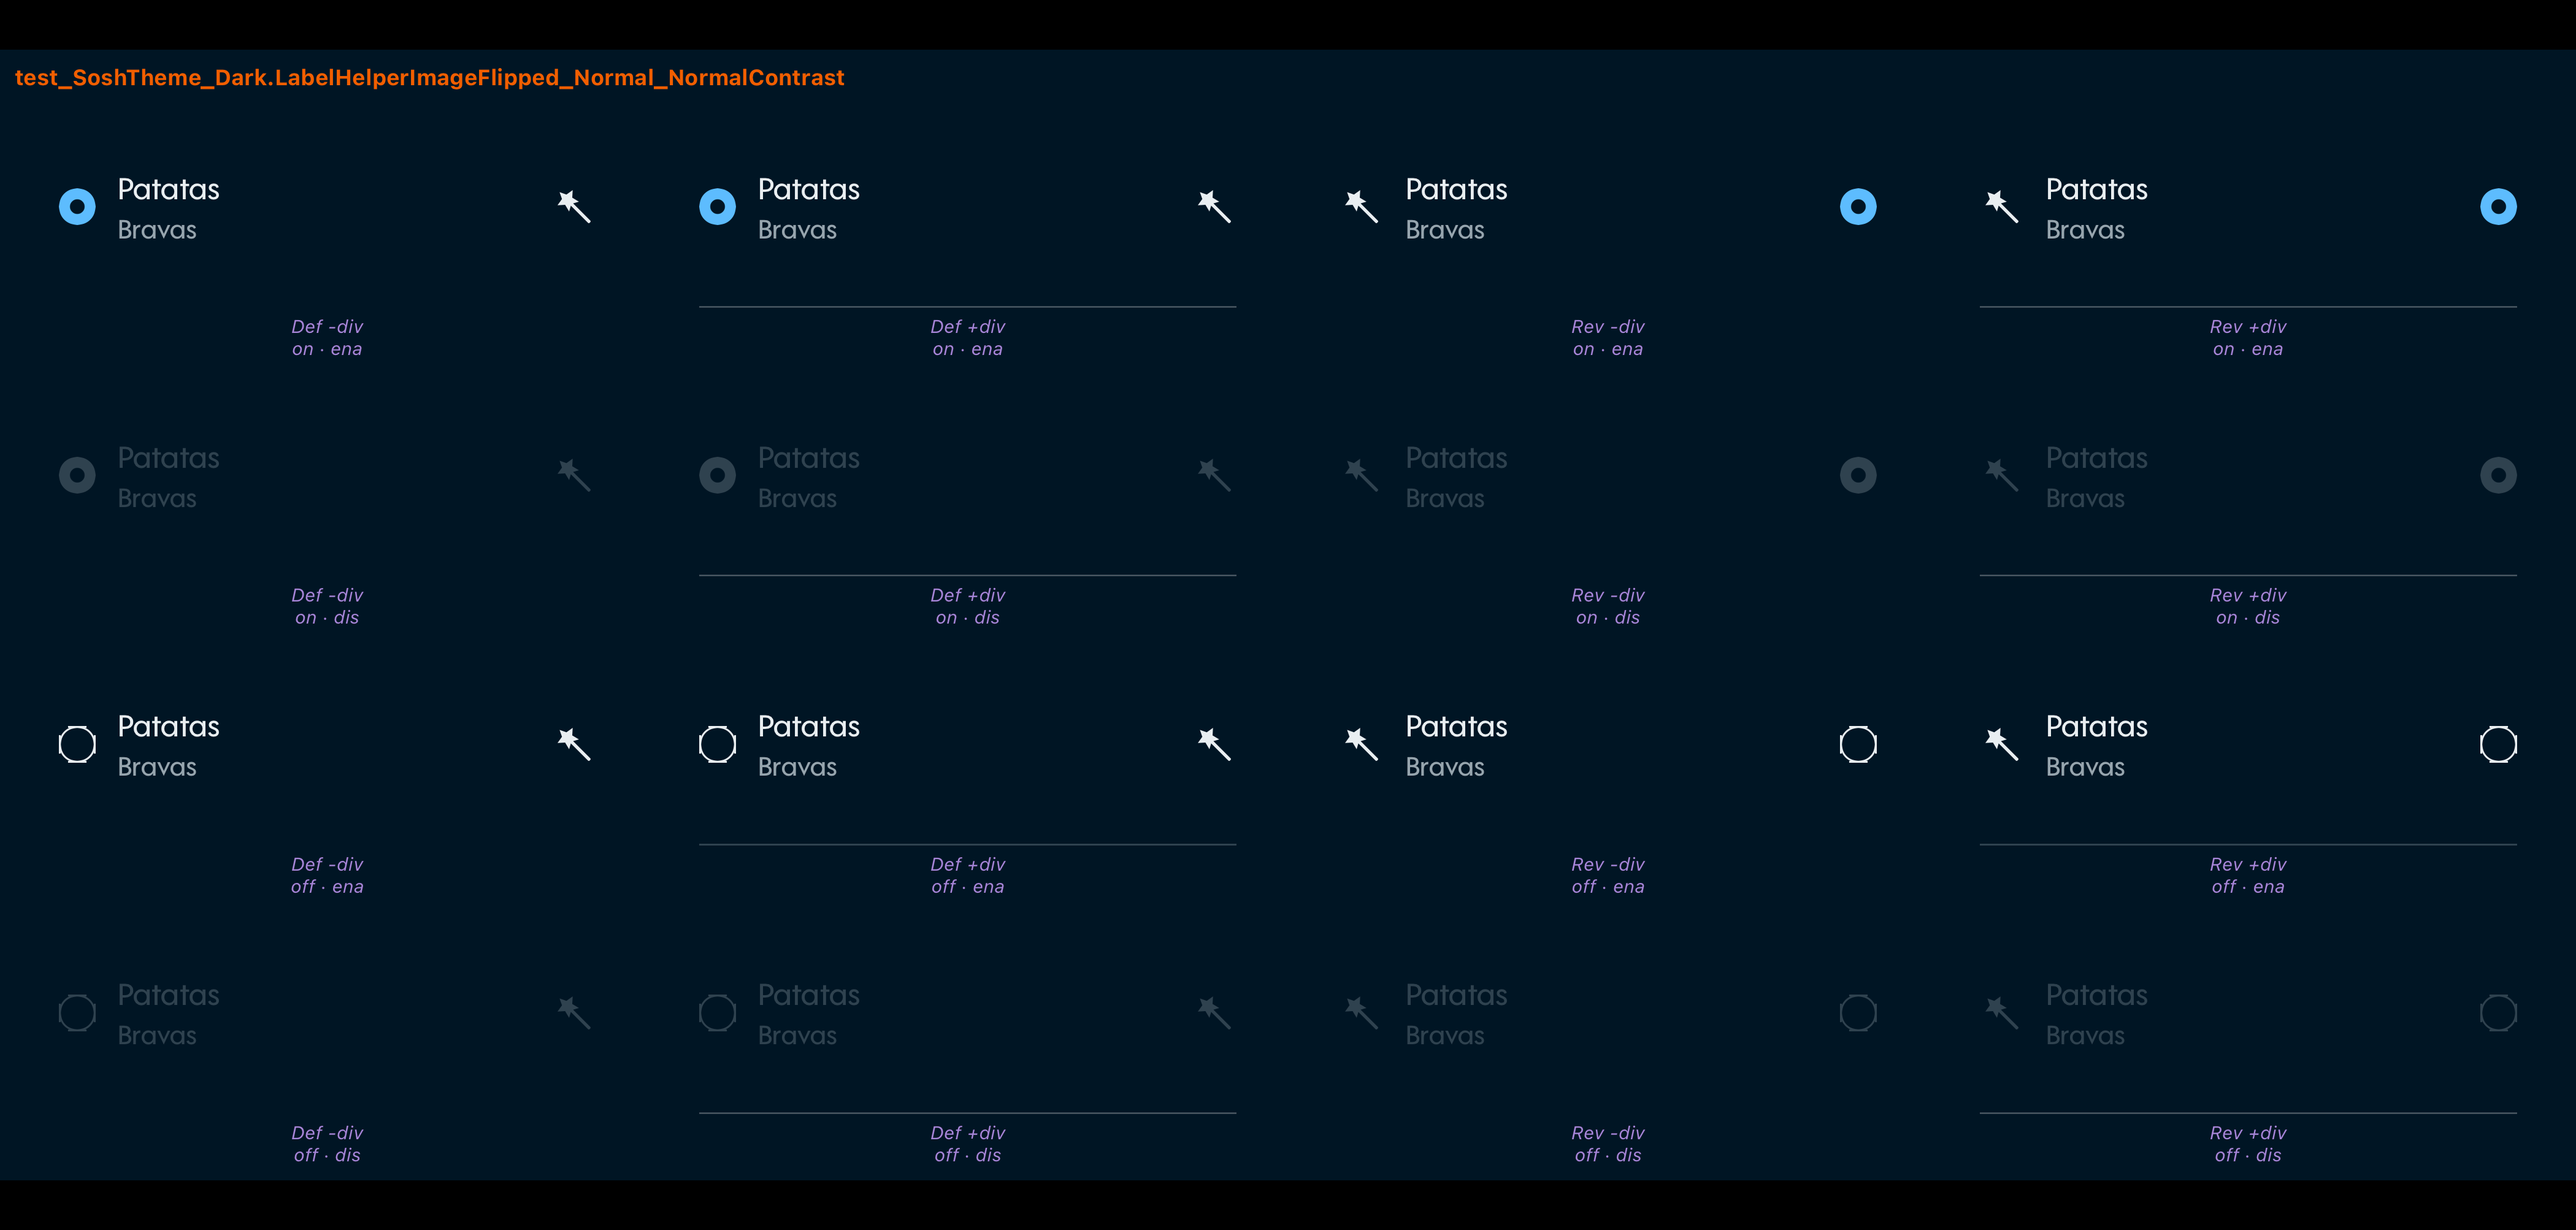 test_SoshTheme_Dark.LabelHelperImageFlipped_Normal_NormalContrast
Patatas
Bravas
Def -div
on · ena
Patatas
Bravas
Def +div
on · ena
Patatas
Bravas
Rev -div
on · ena
Patatas
Bravas
Rev +div
on · ena
Patatas
Bravas
Def -div
on · dis
Patatas
Bravas
Def +div
on · dis
Patatas
Bravas
Rev -div
on · dis
Patatas
Bravas
Rev +div
on · dis
Patatas
Bravas
Def -div
off · ena
Patatas
Bravas
Def +div
off · ena
Patatas
Bravas
Rev -div
off · ena
Patatas
Bravas
Rev +div
off · ena
Patatas
Bravas
Def -div
off · dis
Patatas
Bravas
Def +div
off · dis
Patatas
Bravas
Rev -div
off · dis
Patatas
Bravas
Rev +div
off · dis